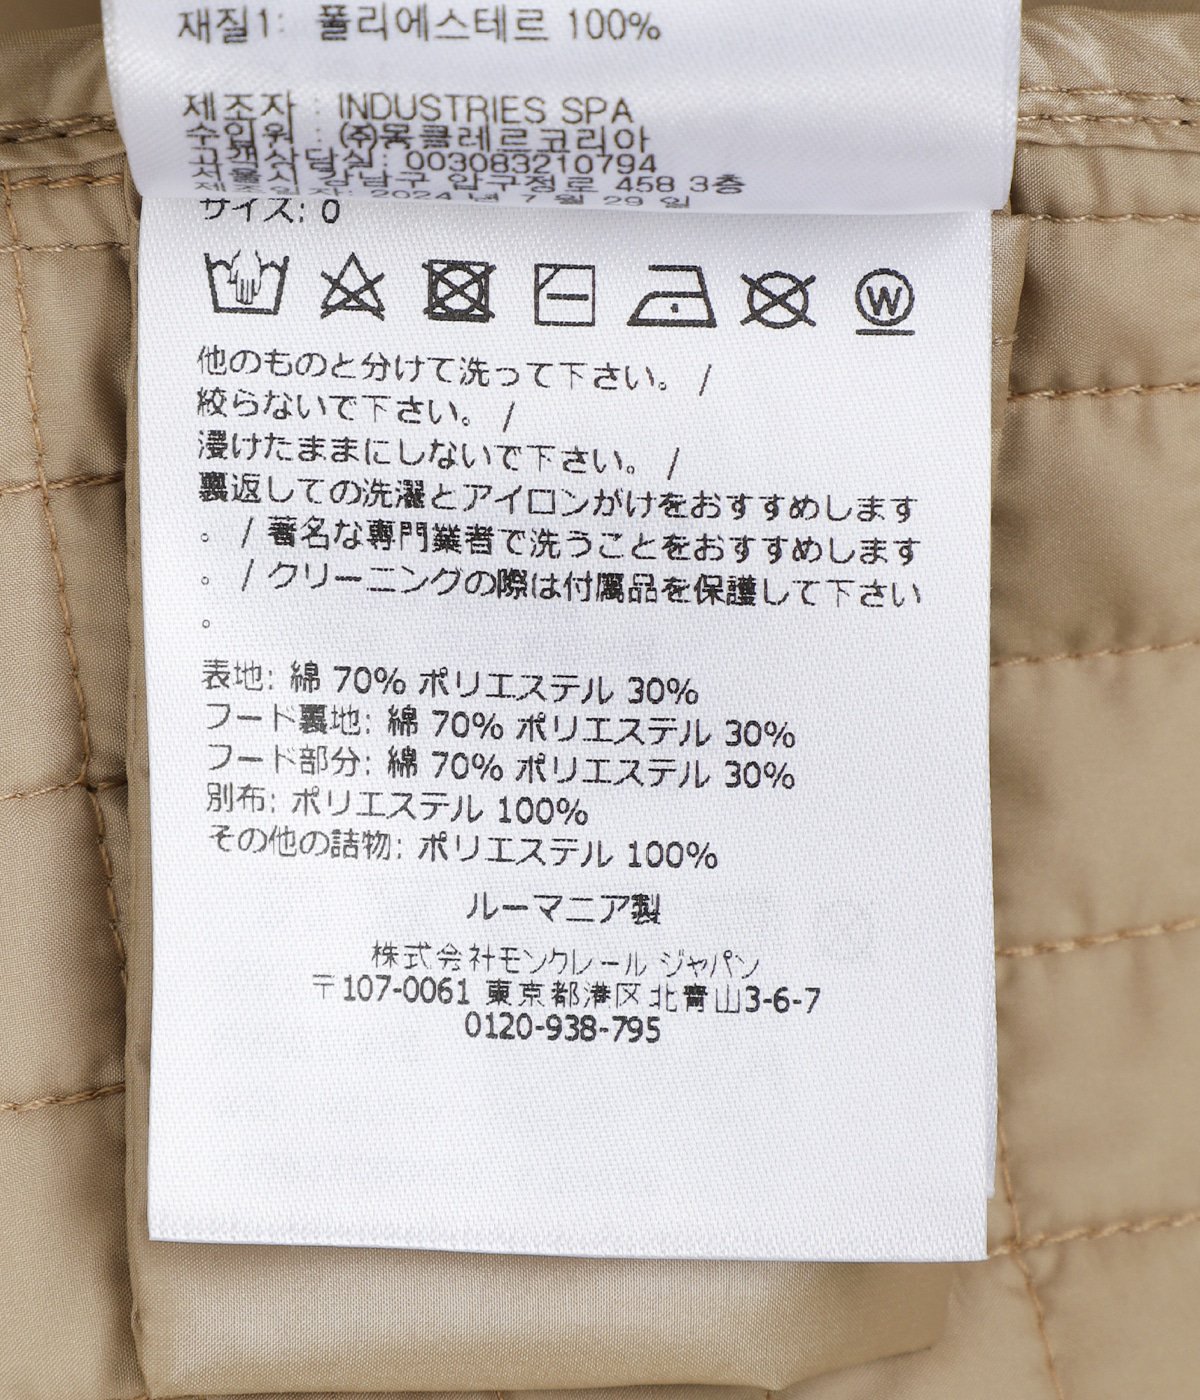 재질1: 폴리에스테르 100%
제조자 : INDUSTRIES SPA
수입원 : ㈜몽클레르코리아
고객상담실: 003083210794
서울시 강남구 압구정로 458 3층
제조일자: 2024 년 7 월 29 일
サイズ: 0
W
他のものと分けて洗って下さい。 /
絞らないで下さい。 /
浸けたままにしないで下さい。 /
裏返しての洗濯とアイロンがけをおすすめします
。 / 著名な専門業者で洗うことをおすすめします
。 / クリーニングの際は付属品を保護して下さい
。
表地: 綿 70% ポリエステル 30%
フード裏地: 綿 70% ポリエステル 30%
フード部分: 綿 70% ポリエステル 30%
別布: ポリエステル 100%
その他の詰物: ポリエステル 100%
ルーマニア製
株式会社モンクレール ジャパン
〒107-0061 東京都港区北青山3-6-7
0120-938-795